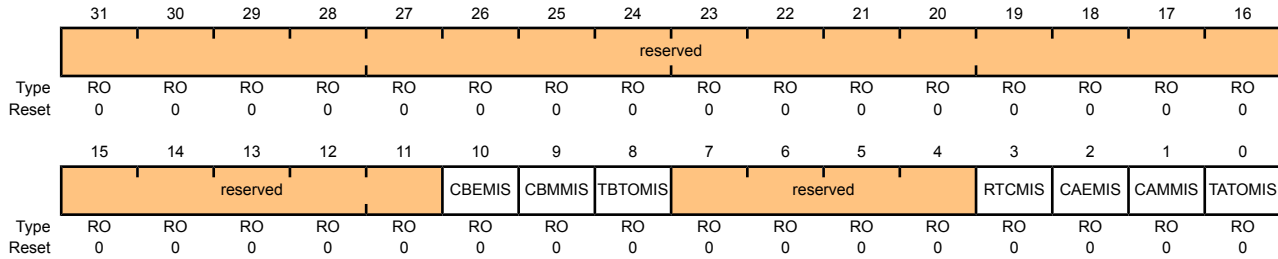 31 30 29 28 27 26 25 24 23 22 21 20 19 18 17 16
reserved
Type RO RO RO RO RO RO RO RO RO RO RO RO RO RO RO RO
Reset 0 0 0 0 0 0 0 0 0 0 0 0 0 0 0 0
15 14 13 12 11 10 9 8 7 6 5 4 3 2 1 0
reserved CBEMIS CBMMIS TBTOMIS reserved RTCMIS CAEMIS CAMMIS TATOMIS
Type RO RO RO RO RO RO RO RO RO RO RO RO RO RO RO RO
Reset 0 0 0 0 0 0 0 0 0 0 0 0 0 0 0 0